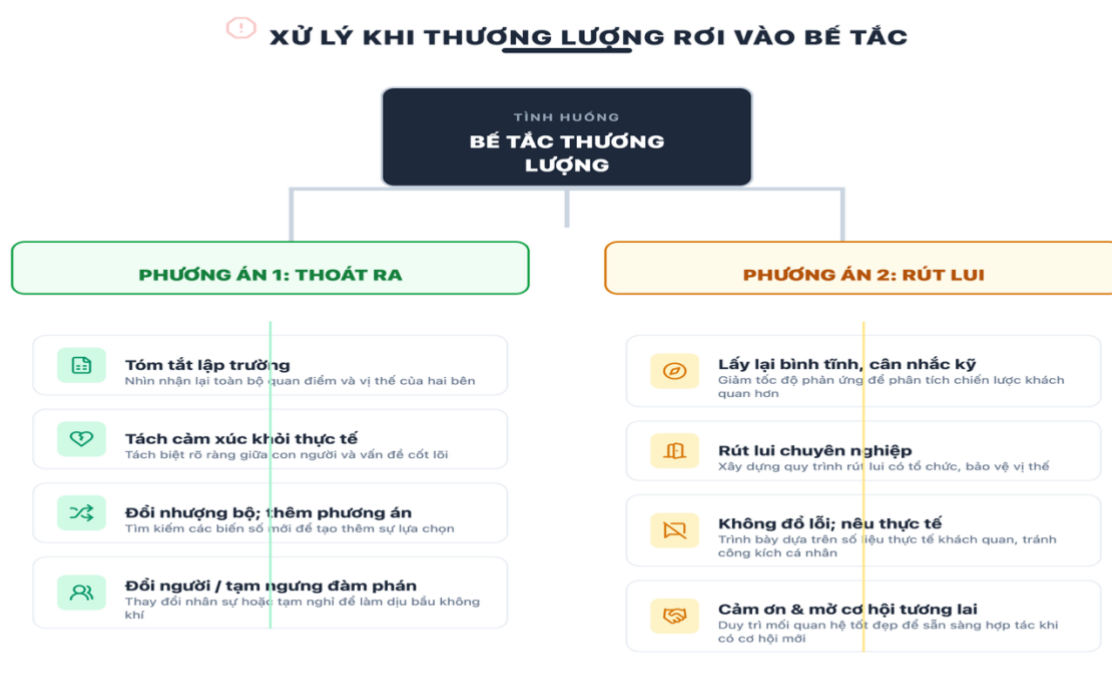 XỬ LÝ KHI THƯƠNG LƯỢNG RƠI VÀO BẾ TẮC
TÌNH HUỐNG
BẾ TẮC THƯƠNG
LƯỢNG
PHƯƠNG ÁN 1: THOÁT RA
Tóm tắt lập trường
Nhìn nhận lại toàn bộ quan điểm và vị thế của hai bên
Tách cảm xúc khỏi thực tế
Tách biệt rõ ràng giữa con người và vấn đề cốt lõi
Đổi nhượng bộ; thêm phương án
Tìm kiếm các biến số mới để tạo thêm sự lựa chọn
Đổi người / tạm ngưng đàm phán
Thay đổi nhân sự hoặc tạm nghỉ để làm dịu bầu không
khí
PHƯƠNG ÁN 2: RÚT LUI
Lấy lại bình tĩnh, cân nhắc kỹ
Giảm tốc độ phản ứng để phân tích chiến lược khách
quan hơn
Rút lui chuyên nghiệp
Xây dựng quy trình rút lui có tổ chức, bảo vệ vị thế
Không đổ lỗi; nêu thực tế
Trình bày dựa trên số liệu thực tế khách quan, tránh
công kích cá nhân
Cảm ơn & mở cơ hội tương lai
Duy trì mối quan hệ tốt đẹp để sẵn sàng hợp tác khi
có cơ hội mới